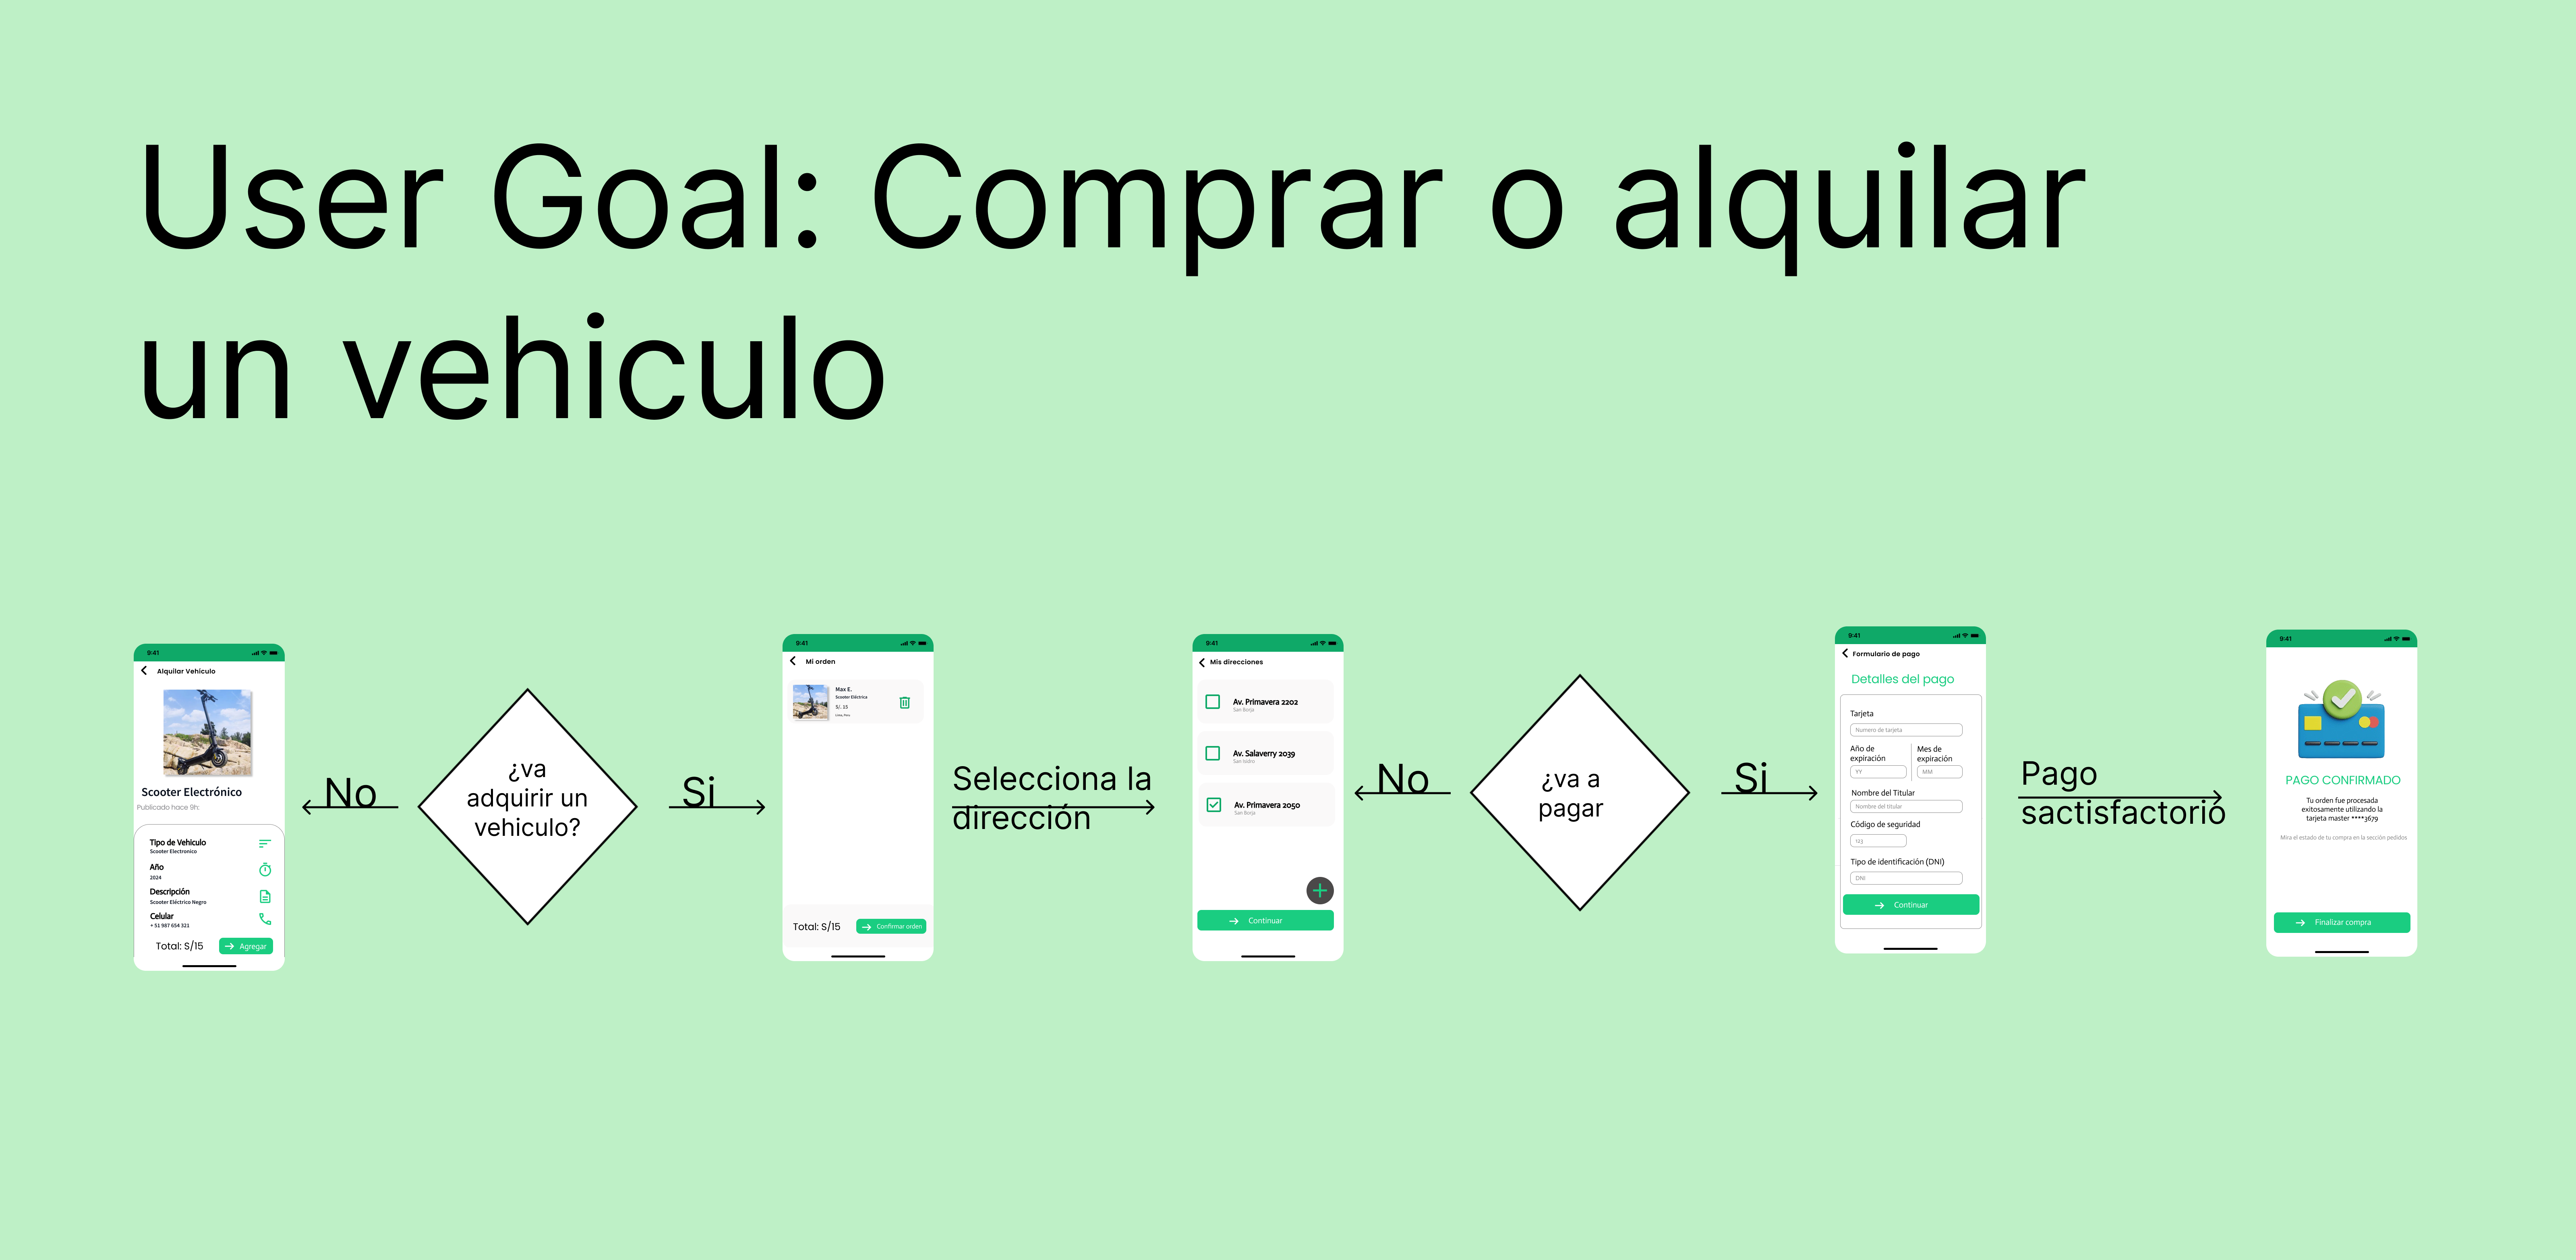 User Goal: Comprar o alquilar
un vehiculo
9:41
Alquilar Vehículo
Scooter Electrónico
Publicado hace 9h:
Tipo de Vehículo
Scooter Electronico
Año
2024
Descripción
Scooter Eléctrico Negro
Celular
+ 51 987 654 321
Total: S/15
Agregar
No
¿va
adquirir un
vehiculo?
Si
9:41
Mi orden
Max E.
Scooter Eléctrica
S/. 15
Lima, Peru
Total: S/15
Confirmar orden
Selecciona la
dirección
9:41
Mis direcciones
Av. Primavera 2202
San Borja
Av. Salaverry 2039
San Isidro
Av. Primavera 2050
San Borja
Continuar
No
¿va a
pagar
Si
9:41
Formulario de pago
Detalles del pago
Tarjeta
Numero de tarjeta
Año de
expiración
YY
Mes de
expiración
MM
Nombre del Titular
Nombre del titular
Código de seguridad
123
Tipo de identificación (DNI)
DNI
Continuar
Pago
sactisfactorio
9:41
PAGO CONFIRMADO
Tu orden fue procesada
exitosamente utilizando la
tarjeta master ****3679
Mira el estado de tu compra en la sección pedidos
Finalizar compra